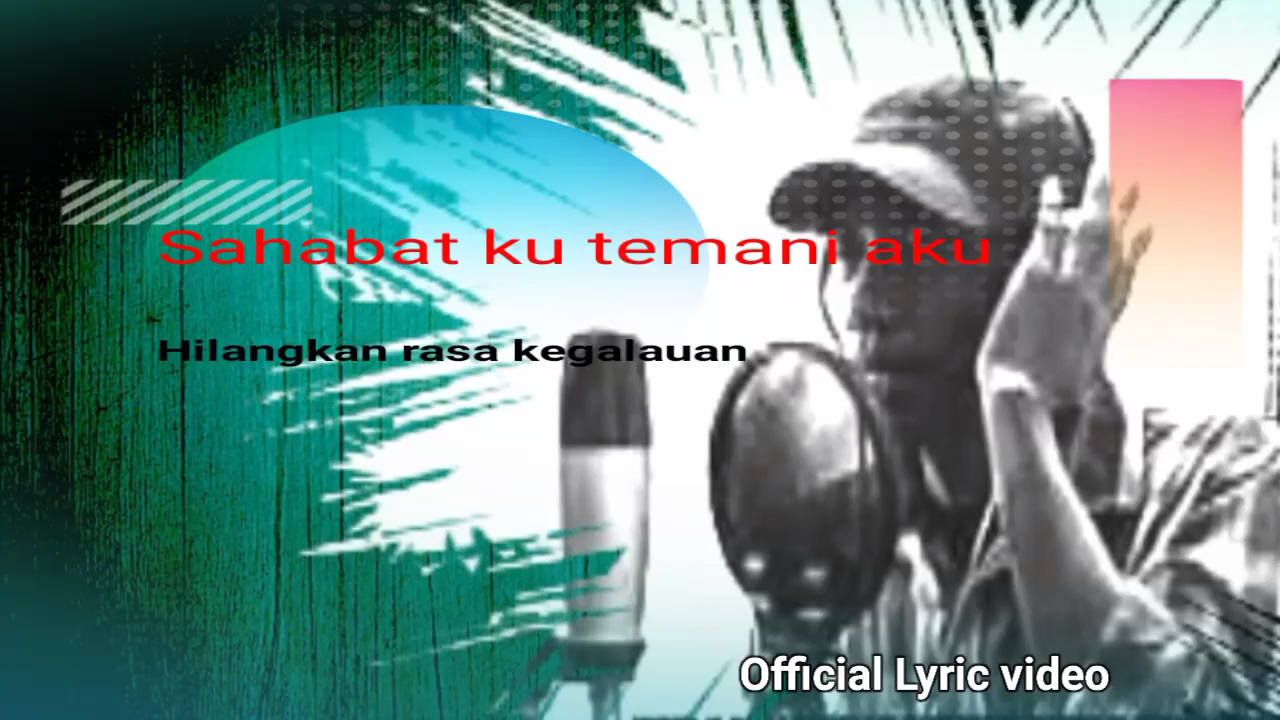 Sahabat ku temani aku
Hilangkan rasa kegalauan
Official Lyric video